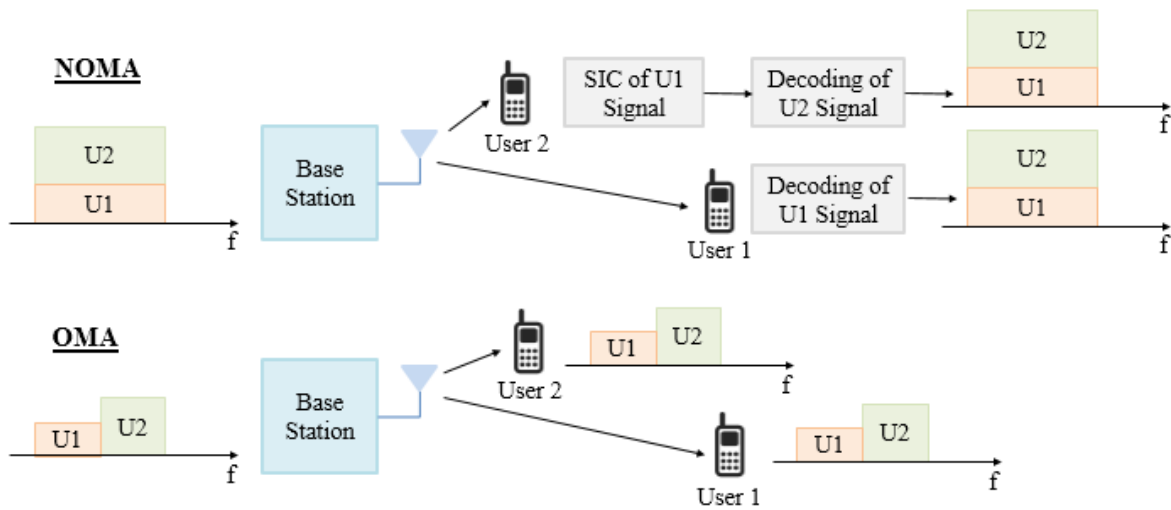 NOMA
U2
U1
f
Base
Station
User 2
SIC of U1
Signal
Decoding of
U2 Signal
U2
U1
f
User 1
Decoding of
U1 Signal
U2
U1
f
OMA
U1
U2
f
Base
Station
User 2
U1
U2
f
User 1
U1
U2
f